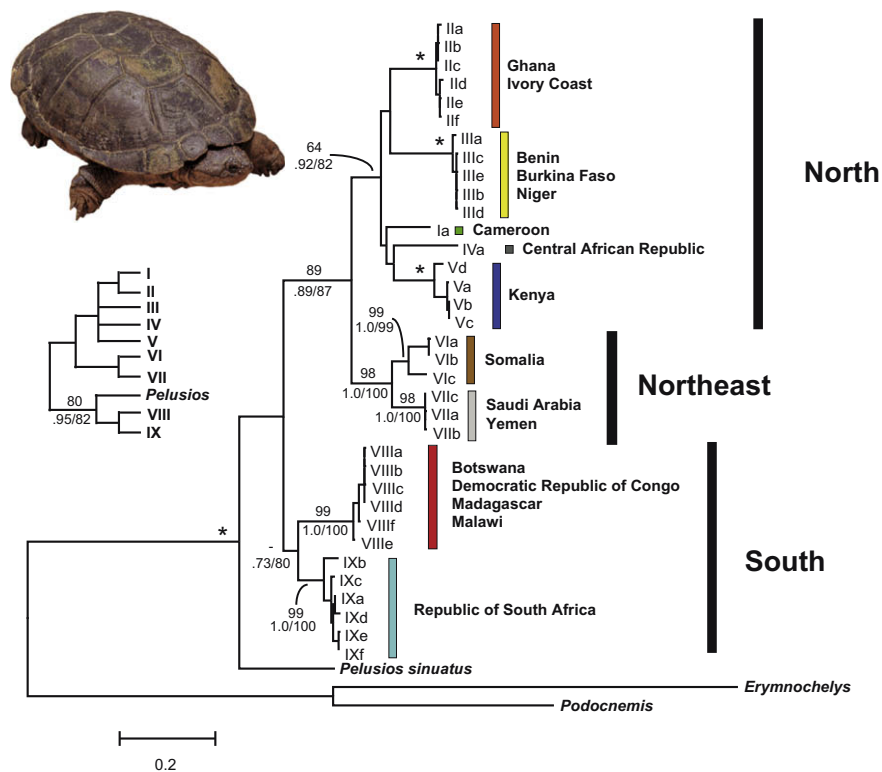 IIa
IIb
IIc
IId
IIe
IIf
*
Ghana
Ivory Coast
IIIa
IIIc
IIIe
IIIb
IIId
*
Benin
Burkina Faso
Niger
64
.92/82
North
Ia
Cameroon
IVa
Central African Republic
Vd
Va
Vb
Vc
*
Kenya
89
.89/87
99
1.0/99
VIa
VIb
VIc
Somalia
98
1.0/100
98
1.0/100
VIIc
VIIa
VIIb
Saudi Arabia
Yemen
Northeast
I
II
III
IV
V
VI
VII
Pelusios
VIII
IX
80
.95/82
VIIIa
VIIIb
VIIIc
VIIId
VIIIf
VIIIe
99
1.0/100
Botswana
Democratic Republic of Congo
Madagascar
Malawi
*
-
.73/80
South
IXb
IXc
IXa
IXd
IXe
IXf
99
1.0/100
Republic of South Africa
Pelusios sinuatus
Erymnochelys
Podocnemis
0.2